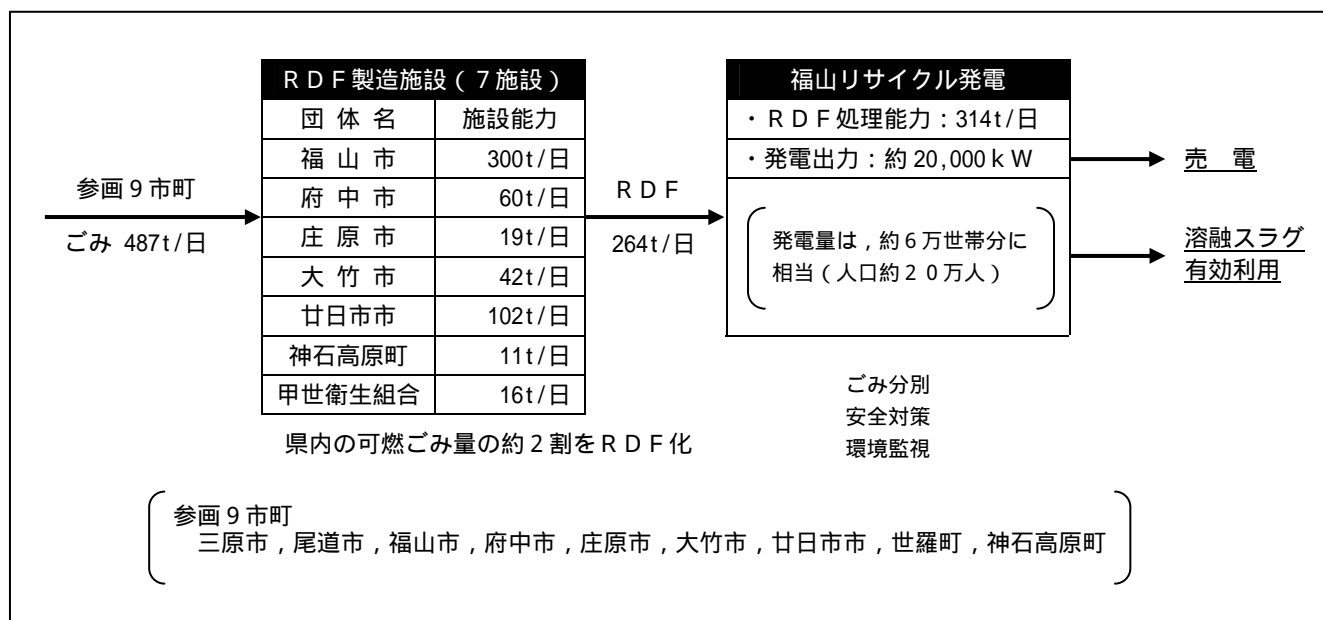 RDF製造施設(7施設)
団体名 施設能力
福山市 300t/日
府中市 60t/日
庄原市 19t/日
大竹市 42t/日
廿日市市 102t/日
神石高原町 11t/日
甲世衛生組合 16t/日
県内の可燃ごみ量の約2割をRDF化
参画9市町
ごみ 487t/日
RDF
264t/日
福山リサイクル発電
・RDF処理能力:314t/日
・発電出力:約20,000kW
発電量は,約6万世帯分に
相当(人口約20万人)
売 電
溶融スラグ
有効利用
ごみ分別
安全対策
環境監視
参画9市町
三原市,尾道市,福山市,府中市,庄原市,大竹市,廿日市市,世羅町,神石高原町